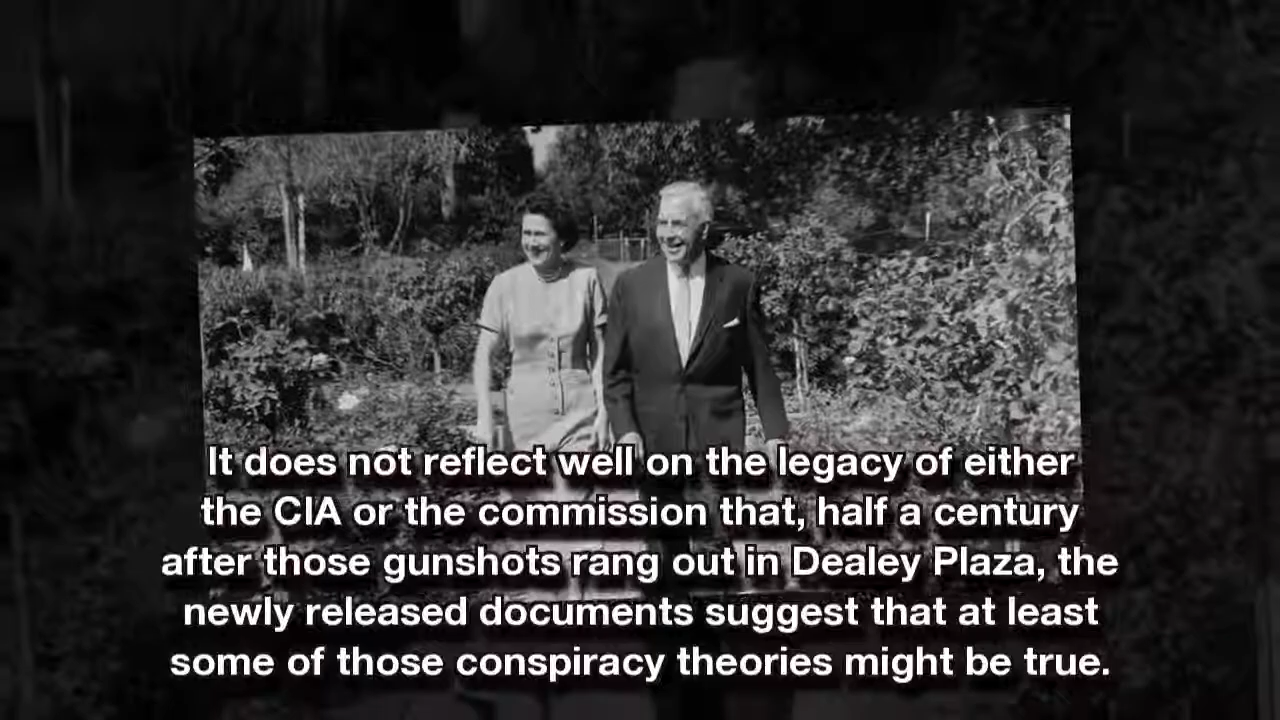 It does not reflect well on the legacy of either
the CIA or the commission that, half a century
after those gunshots rang out in Dealey Plaza, the
newly released documents suggest that at least
some of those conspiracy theories might be true.